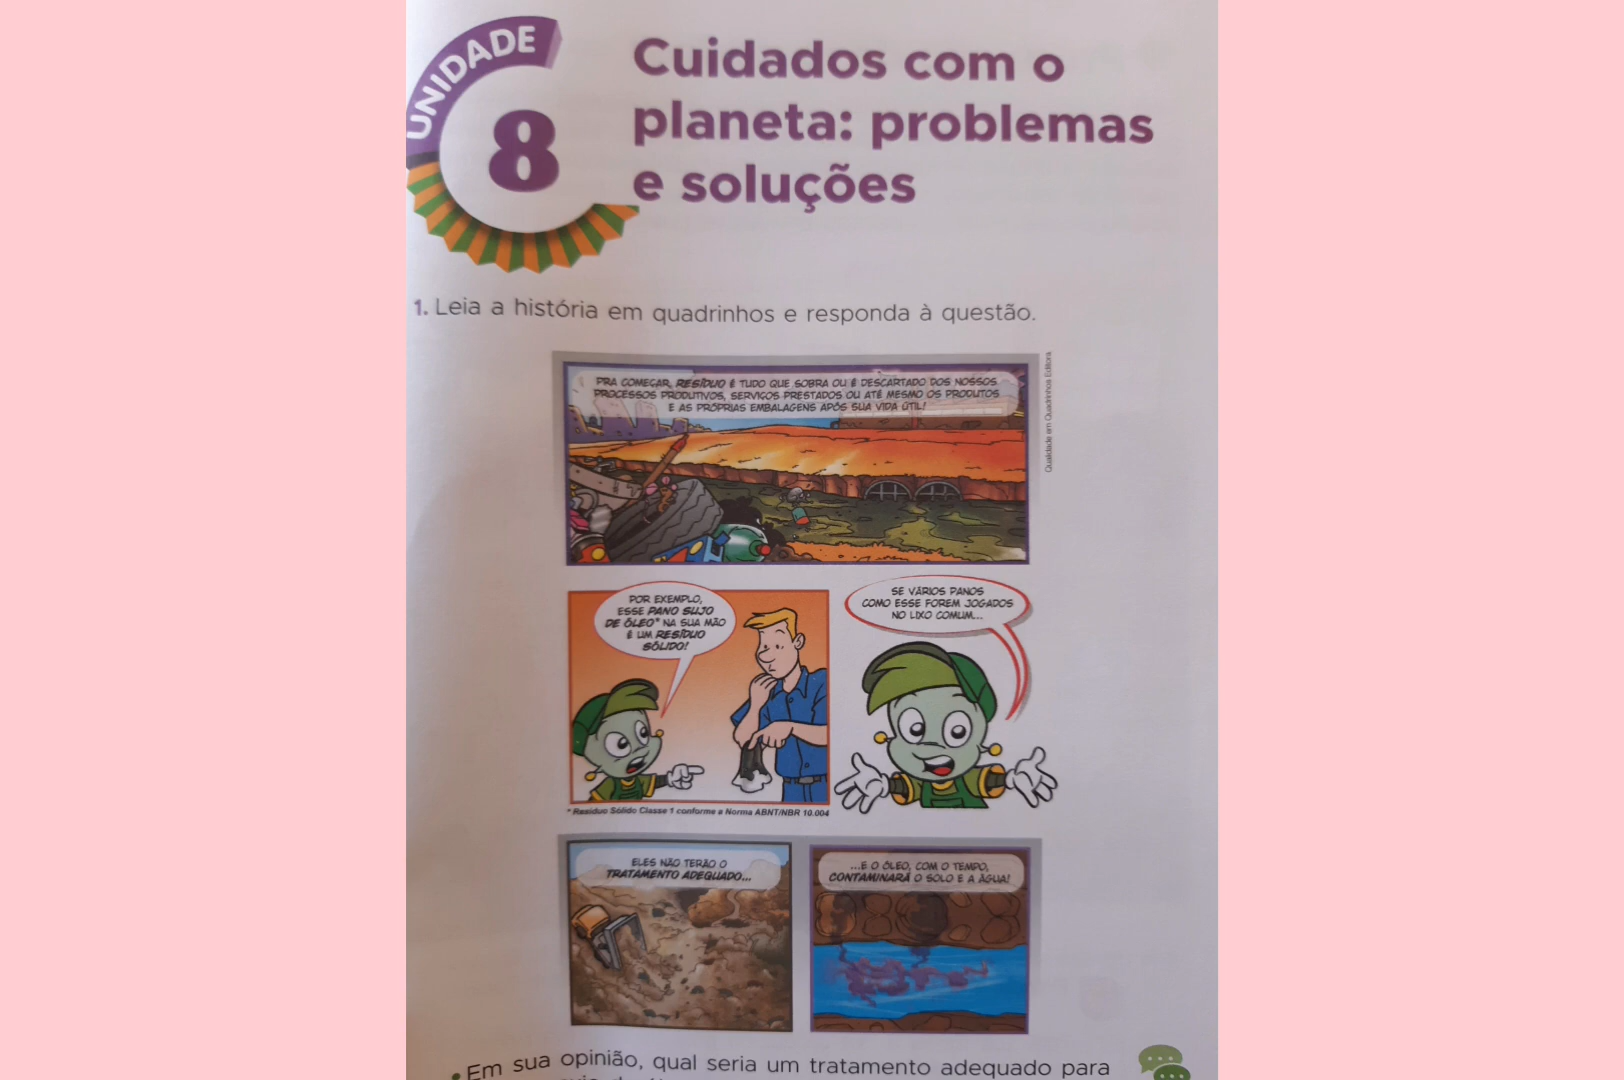 UNIDADE
8
Cuidados com o
planeta: problemas
e soluções
1. Leia a história em quadrinhos e responda à questão.
PRA COMEÇAR, RESÍDUO É TUDO QUE SOBRA OU É DESCARTADO DOS NOSSOS
PROCESSOS PRODUTIVOS, SERVIÇOS PRESTADOS OU ATÉ MESMO OS PRODUTOS
E AS PRÓPRIAS EMBALAGENS APÓS SUA VIDA ÚTIL!
Qualidade em Quadrinhos Editora
POR EXEMPLO,
ESSE PANO SUJO
DE ÓLEO* NA SUA MÃO
É UM RESÍDUO
SÓLIDO!
SE VÁRIOS PANOS
COMO ESSE FOREM JOGADOS
NO LIXO COMUM...
* Resíduo Sólido Classe 1 conforme a Norma ABNT/NBR 10.004
ELES NÃO TERÃO O
TRATAMENTO ADEQUADO...
...E O ÓLEO, COM O TEMPO,
CONTAMINARÁ O SOLO E A ÁGUA!
• Em sua opinião, qual seria um tratamento adequado para